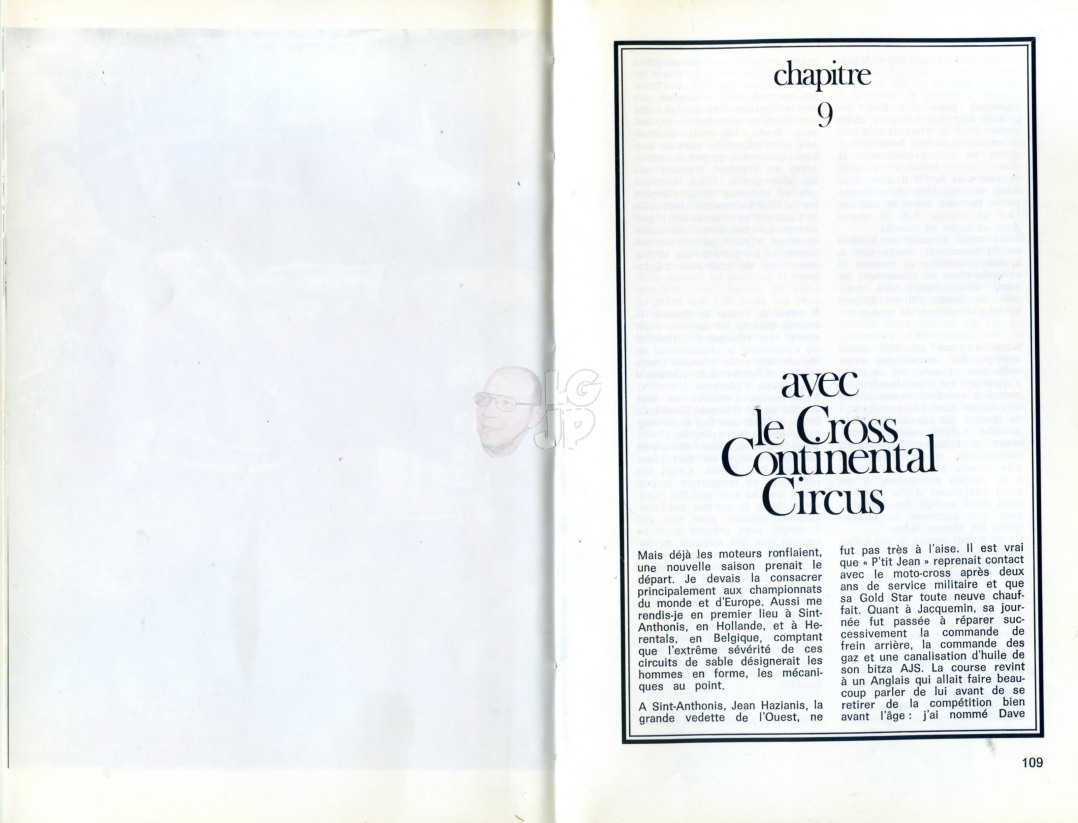 chapitre
9
avec
le Cross
Continental
Circus
Mais déjà les moteurs ronflaient,
une nouvelle saison prenait le
départ. Je devais la consacrer
principalement aux championnats
du monde et d'Europe. Aussi me
rendis-je en premier lieu à Sint-
Anthonis, en Hollande, et à He-
rentals, en Belgique, comptant
que l'extrême sévérité de ces
circuits de sable désignerait les
hommes en forme, les mécani-
ques au point.
A Sint-Anthonis, Jean Hazianis, la
grande vedette de l'Ouest, ne
fut pas très à l'aise. Il est vrai
que « P'tit Jean » reprenait contact
avec le moto-cross après deux
ans de service militaire et que
sa Gold Star toute neuve chauf-
fait. Quant à Jacquemin, sa jour-
née fut passée à réparer suc-
cessivement la commande de
frein arrière, la commande des
gaz et une canalisation d'huile de
son bitza AJS. La course revint
à un Anglais qui allait faire beau-
coup parler de lui avant de se
retirer de la compétition bien
avant l'âge : j'ai nommé Dave
109
LG
JP